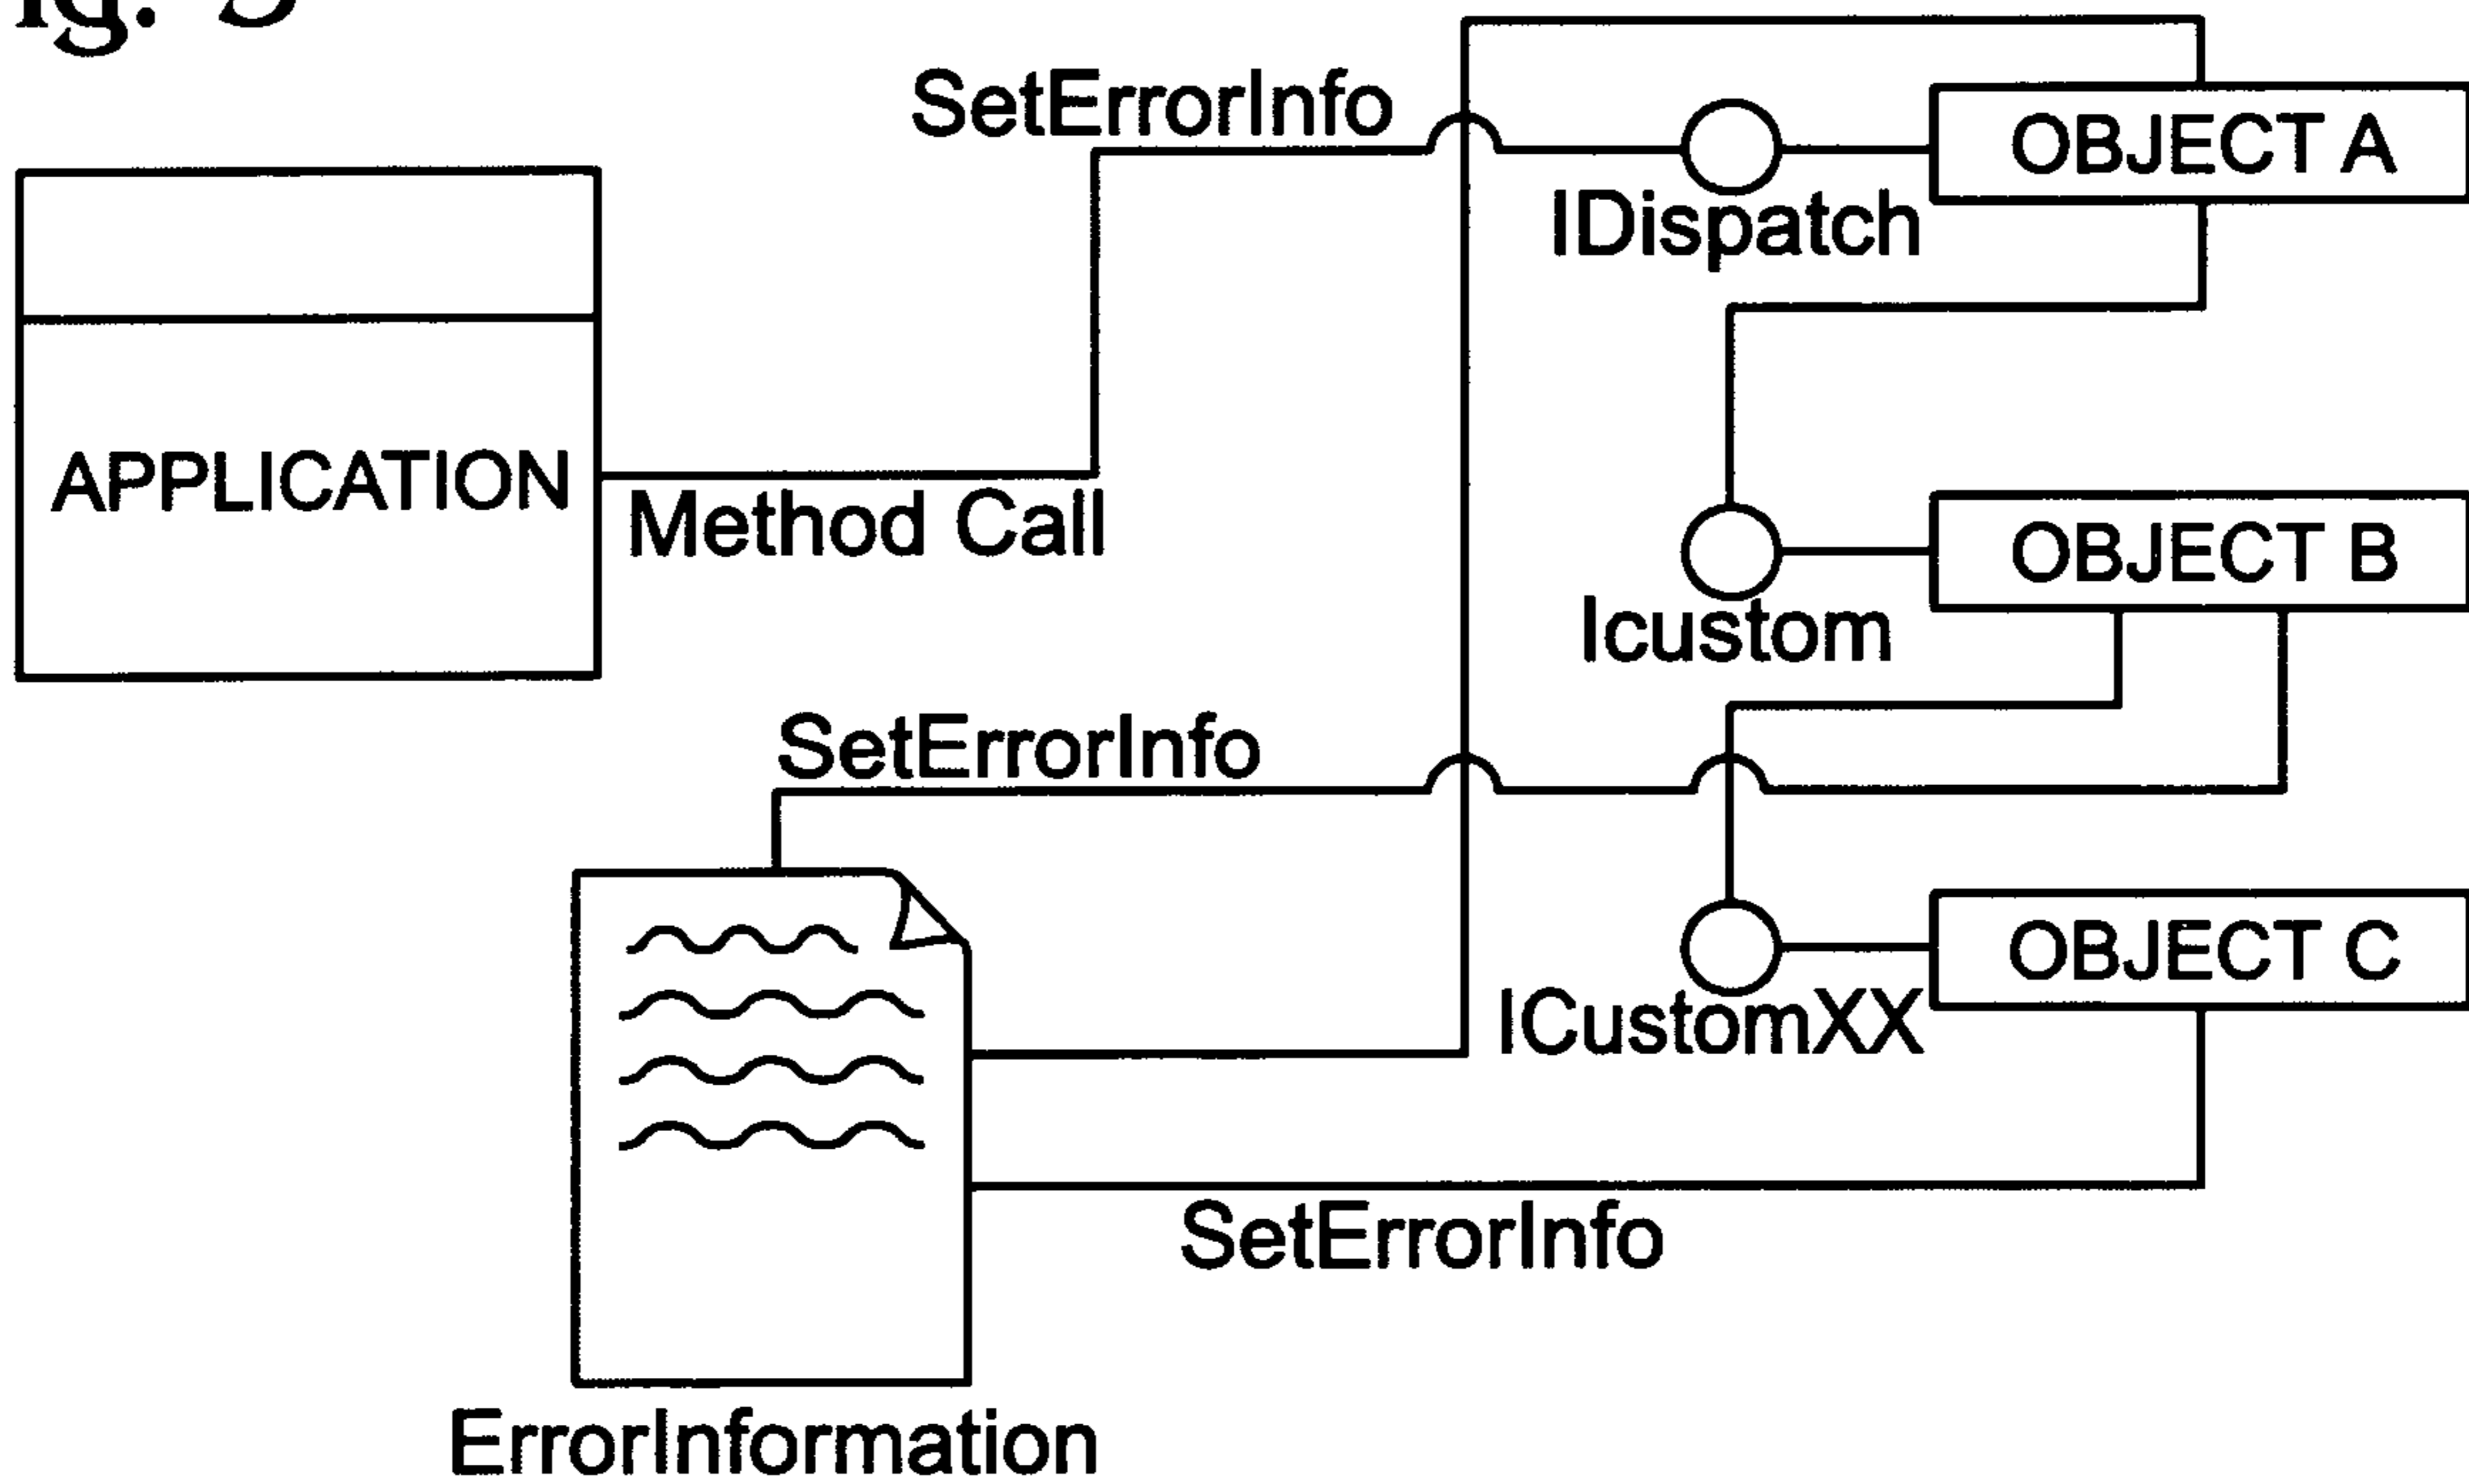 SetErrorInfo
OBJECT A
IDispatch
APPLICATION
Method Call
OBJECT B
Icustom
SetErrorInfo
OBJECT C
ICustomXX
SetErrorInfo
ErrorInformation